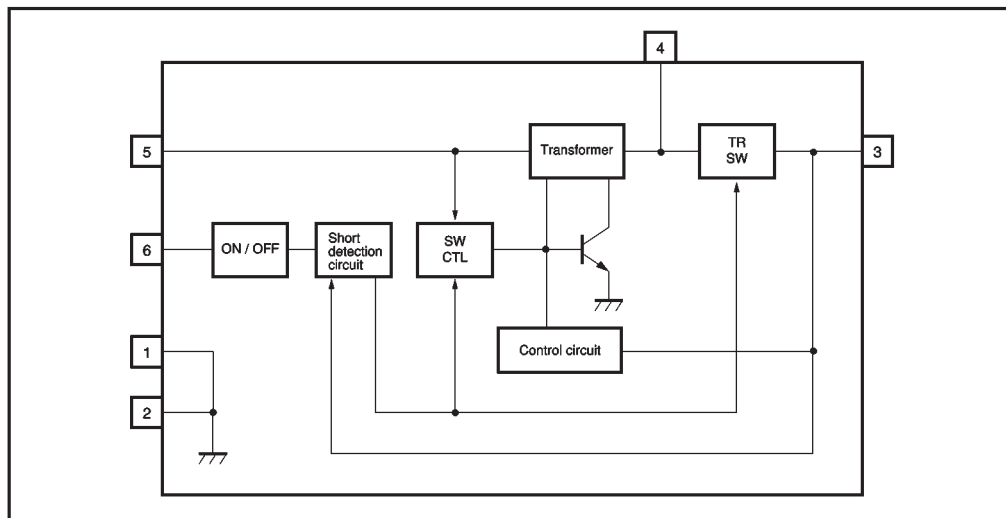 4
5
Transformer
TR
SW
3
6
ON / OFF
Short
detection
circuit
SW
CTL
1
Control circuit
2